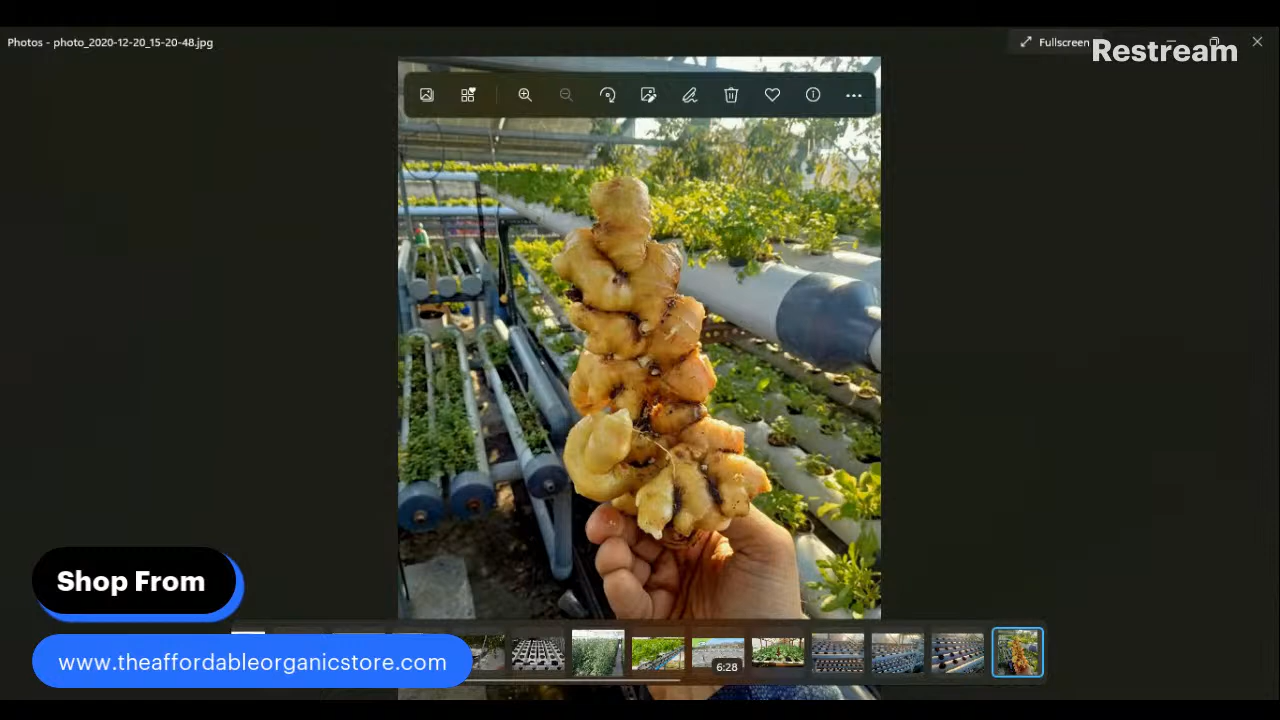 Photos - photo_2020-12-20_15-20-48.jpg
Fullscreen
Restream
Shop From
www.theaffordableorganicstore.com
6:28